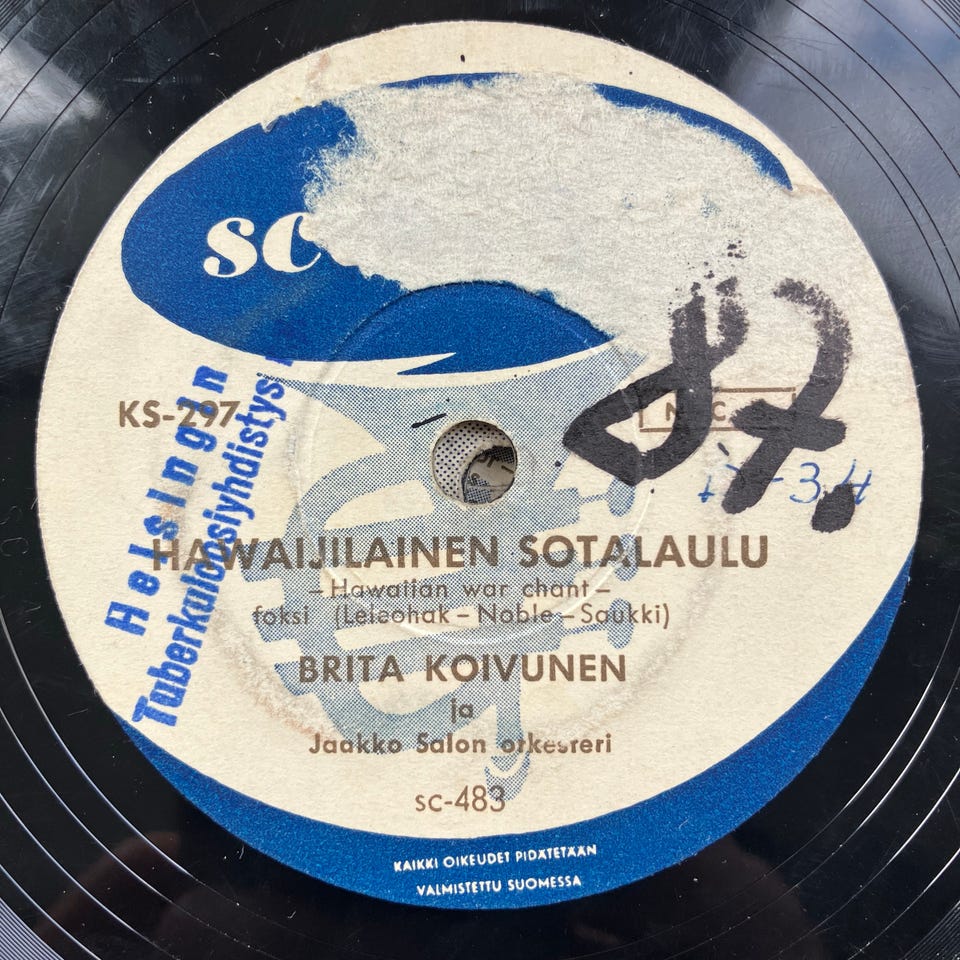 sc
KS-297
87.
HAWAIJILAINEN SOTALAULU
– Hawaiian war chant –
foksi (Leleohak – Noble – Saukki)
BRITA KOIVUNEN
ja
Jaakko Salon orkesteri
sc-483
KAIKKI OIKEUDET PIDÄTETÄÄN
VALMISTETTU SUOMESSA
Helsingin
Tuberkuloosiyhdistys